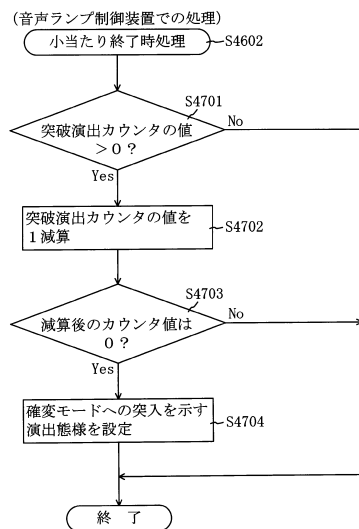 (音声ランプ制御装置での処理)
小当たり終了時処理
S4602
S4701
突破演出カウンタの値
>0?
No
Yes
突破演出カウンタの値を
1減算
S4702
S4703
減算後のカウンタ値は
0?
No
Yes
確変モードへの突入を示す
演出態様を設定
S4704
終 了